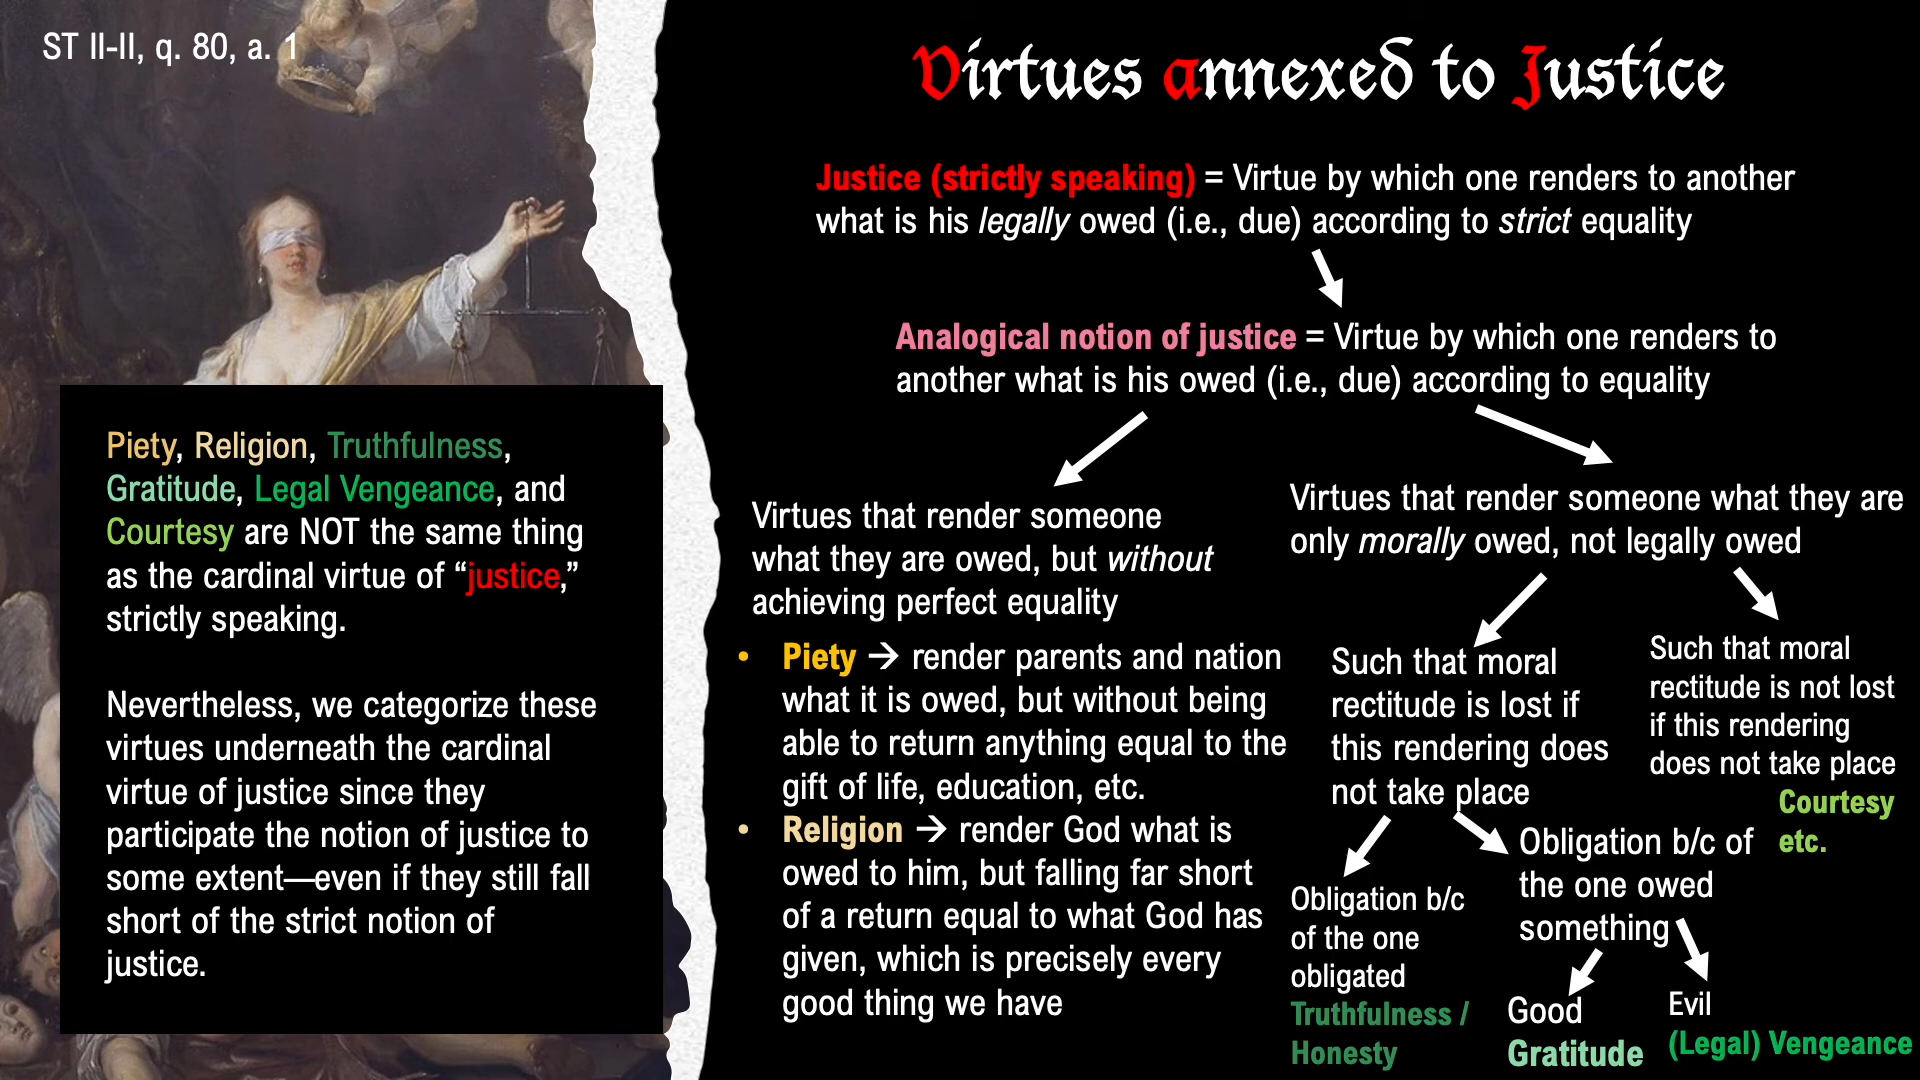 ST II-II, q. 80, a. 1
Virtues annexed to Justice
Justice (strictly speaking) = Virtue by which one renders to another
what is his legally owed (i.e., due) according to strict equality
Analogical notion of justice = Virtue by which one renders to
another what is his owed (i.e., due) according to equality
Piety, Religion, Truthfulness,
Gratitude, Legal Vengeance, and
Courtesy are NOT the same thing
as the cardinal virtue of “justice,”
strictly speaking.
Nevertheless, we categorize these
virtues underneath the cardinal
virtue of justice since they
participate the notion of justice to
some extent—even if they still fall
short of the strict notion of
justice.
Virtues that render someone
what they are owed, but without
achieving perfect equality
• Piety → render parents and nation
what it is owed, but without being
able to return anything equal to the
gift of life, education, etc.
• Religion → render God what is
owed to him, but falling far short
of a return equal to what God has
given, which is precisely every
good thing we have
Virtues that render someone what they are
only morally owed, not legally owed
Such that moral
rectitude is lost if
this rendering does
not take place
Such that moral
rectitude is not lost
if this rendering
does not take place
Courtesy
etc.
Obligation b/c
of the one
obligated
Truthfulness /
Honesty
Obligation b/c of
the one owed
something
Good
Gratitude
Evil
(Legal) Vengeance